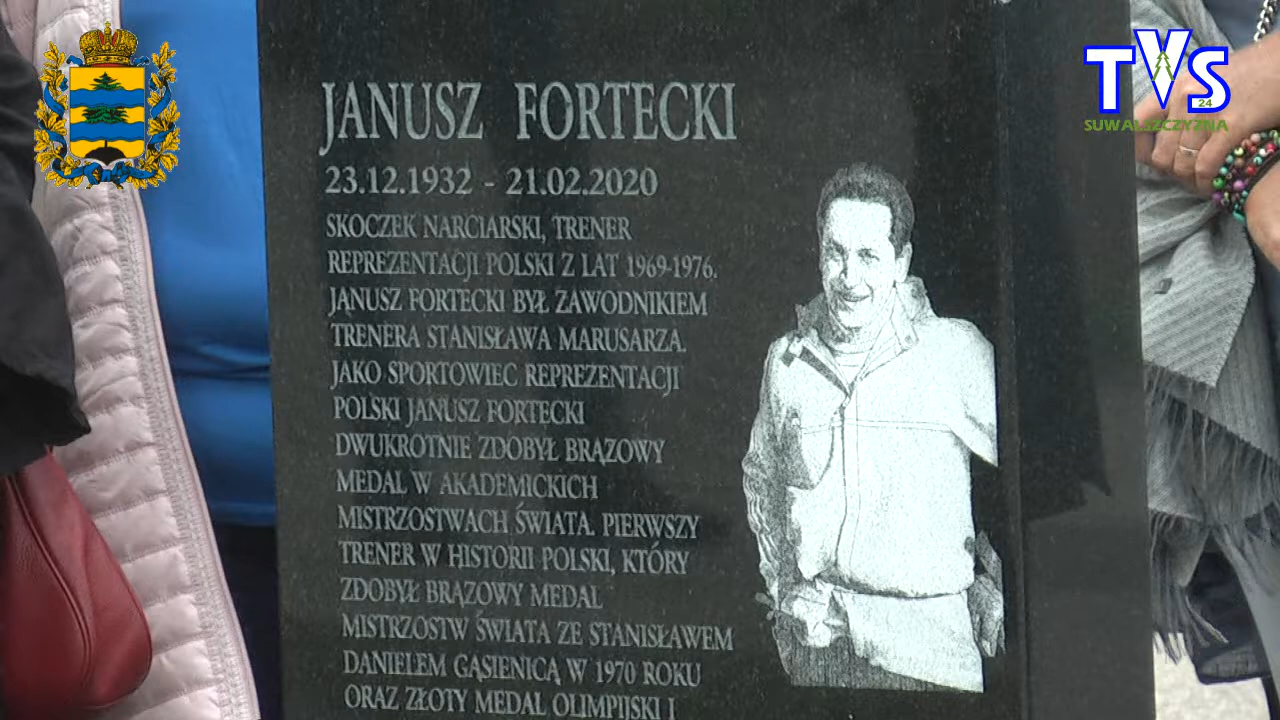 TVS
24
SUWALSZCZYZNA
JANUSZ FORTECKI
23.12.1932 - 21.02.2020
SKOCZEK NARCIARSKI, TRENER
REPREZENTACJI POLSKI Z LAT 1969-1976.
JANUSZ FORTECKI BYŁ ZAWODNIKIEM
TRENERA STANISŁAWA MARUSARZA.
JAKO SPORTOWIEC REPREZENTACJI
POLSKI JANUSZ FORTECKI
DWUKROTNIE ZDOBYŁ BRĄZOWY
MEDAL W AKADEMICKICH
MISTRZOSTWACH ŚWIATA. PIERWSZY
TRENER W HISTORII POLSKI, KTÓRY
ZDOBYŁ BRĄZOWY MEDAL
MISTRZOSTW ŚWIATA ZE STANISŁAWEM
DANIELEM GĄSIENICĄ W 1970 ROKU
ORAZ ZŁOTY MEDAL OLIMPIJSKI I